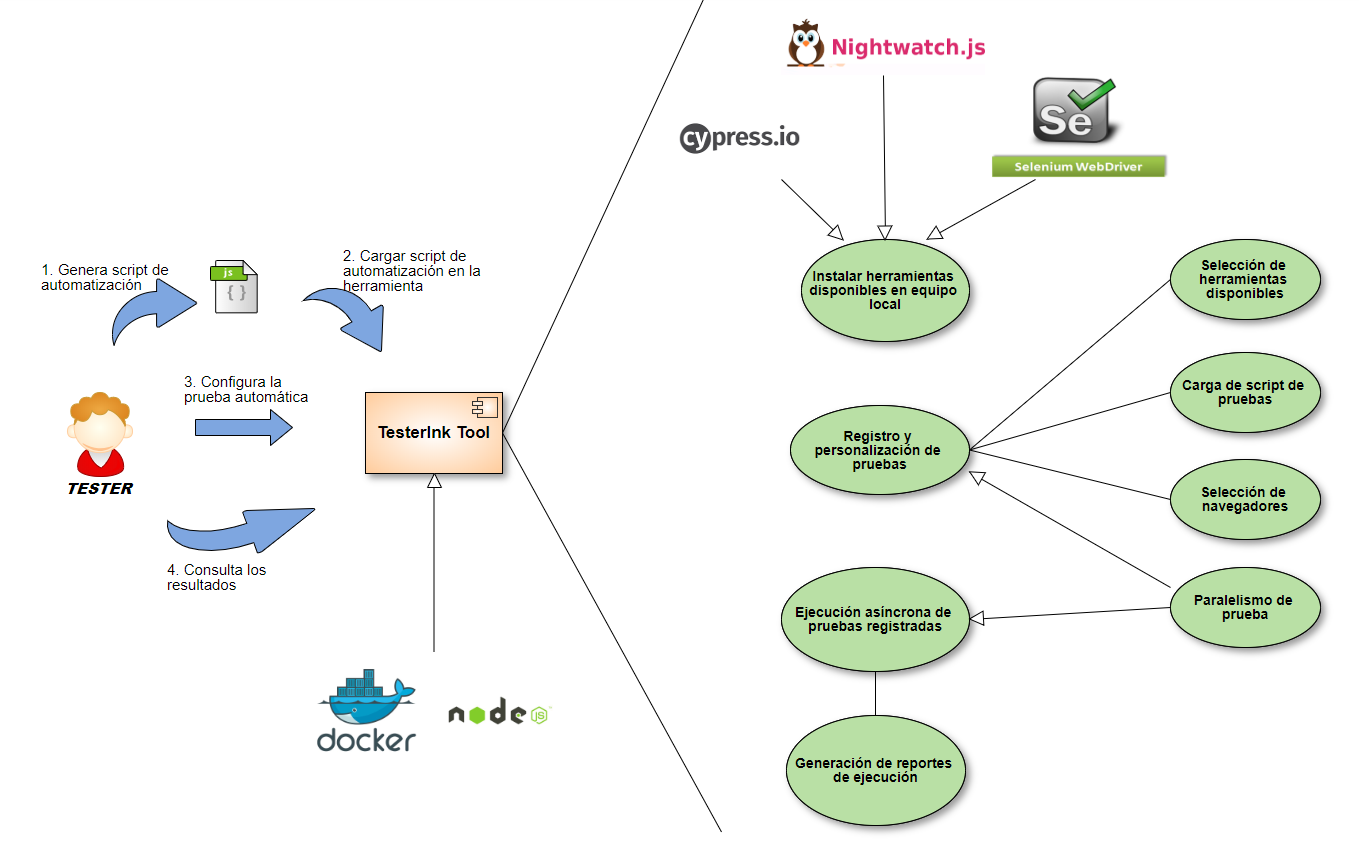 1. Genera script de
automatización
js
{ }
2. Cargar script de
automatización en la
herramienta
3. Configura la
prueba automática
TESTER
TesterInk Tool
4. Consulta los
resultados
docker
node
JS
Nightwatch.js
cypress.io
Se
Selenium WebDriver
Instalar herramientas
disponibles en equipo
local
Selección de
herramientas
disponibles
Carga de script de
pruebas
Registro y
personalización de
pruebas
Selección de
navegadores
Paralelismo de
prueba
Ejecución asíncrona de
pruebas registradas
Generación de reportes
de ejecución